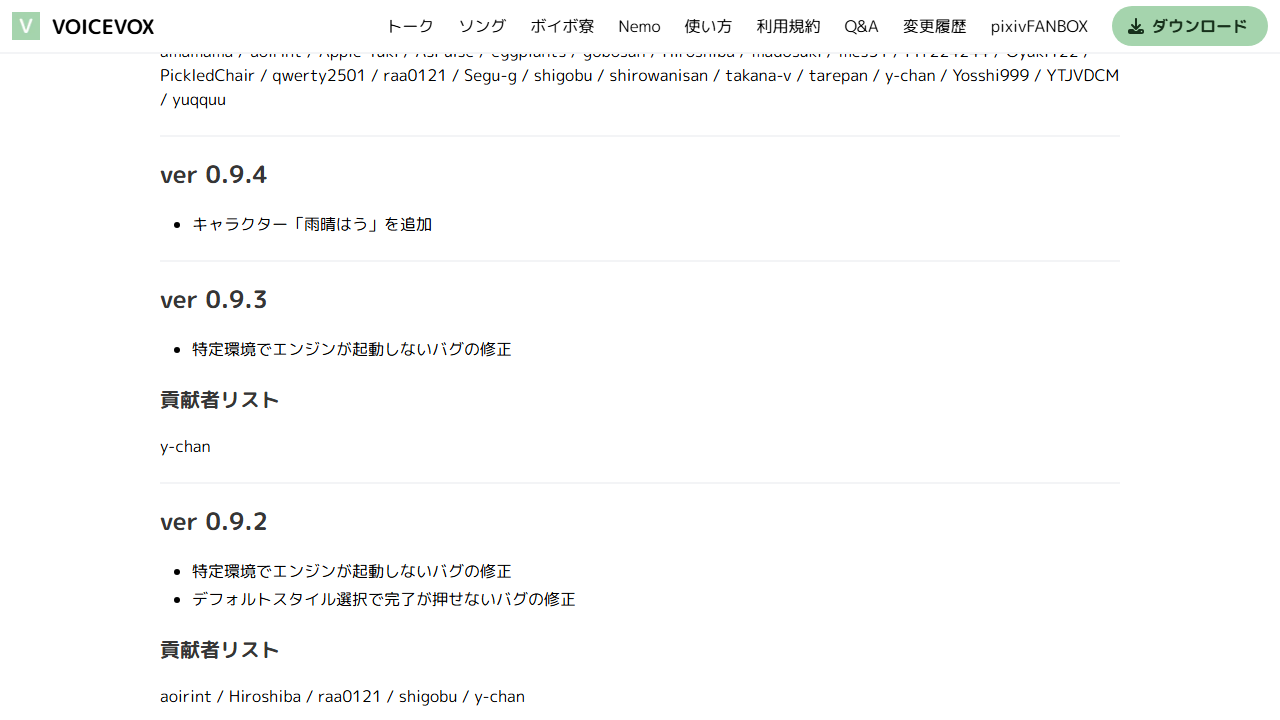 VOICEVOX
トーク ソング ボイボ寮 Nemo 使い方 利用規約 Q&A 変更履歴 pixivFANBOX ダウンロード
PickledChair / qwerty2501 / raa0121 / Segu-g / shigobu / shirowanisan / takana-v / tarepan / y-chan / Yosshi999 / YTJVDCM
/ yuqquu
ver 0.9.4
キャラクター「雨晴はう」を追加
ver 0.9.3
特定環境でエンジンが起動しないバグの修正
貢献者リスト
y-chan
ver 0.9.2
特定環境でエンジンが起動しないバグの修正
デフォルトスタイル選択で完了が押せないバグの修正
貢献者リスト
aoirint / Hiroshiba / raa0121 / shigobu / y-chan